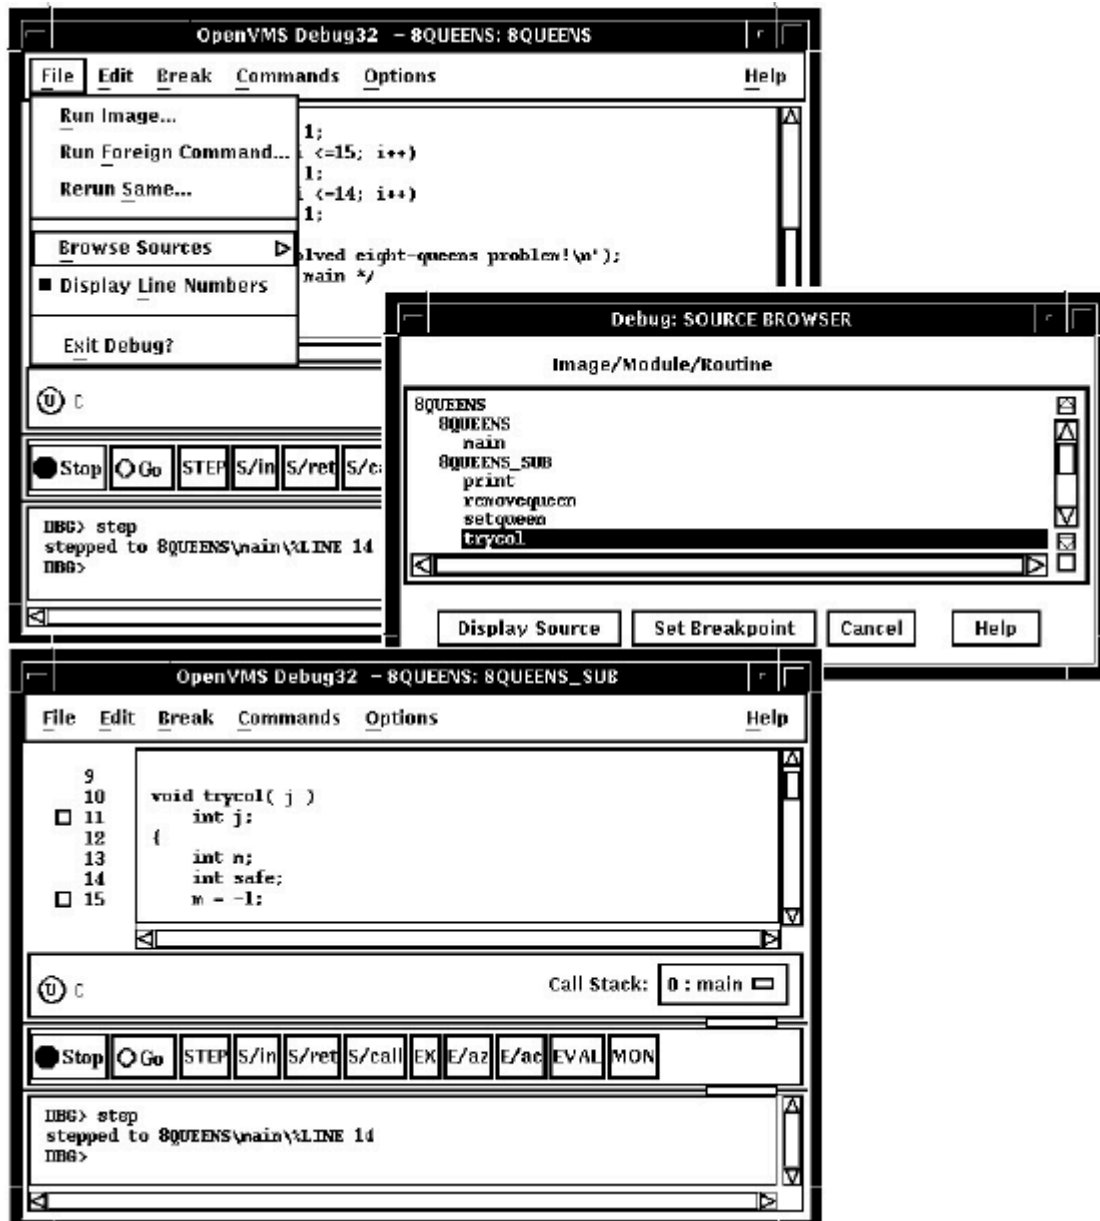 OpenVMS Debug32 - 8QUEENS: 8QUEENS
File Edit Break Commands Options Help
Run Image...
Run Foreign Command...
Rerun Same...
Browse Sources
Display Line Numbers
Exit Debug?
1;
i <=15; i++)
1;
i <=14; i++)
1;
olved eight-queens problem!\n");
main */
U C
Stop Go STEP S/in S/ret S/c
DBG> step
stepped to 8QUEENS\main\%LINE 14
DBG>
Debug: SOURCE BROWSER
Image/Module/Routine
8QUEENS
8QUEENS
main
8QUEENS_SUB
print
removequeen
setqueen
trycol
Display Source Set Breakpoint Cancel Help
OpenVMS Debug32 - 8QUEENS: 8QUEENS_SUB
File Edit Break Commands Options Help
9
10 void trycol( j )
11 int j;
12 {
13 int m;
14 int safe;
15 m = -1;
U C Call Stack: 0 : main
Stop Go STEP S/in S/ret S/call EX E/az E/ac EVAL MON
DBG> step
stepped to 8QUEENS\main\%LINE 14
DBG>